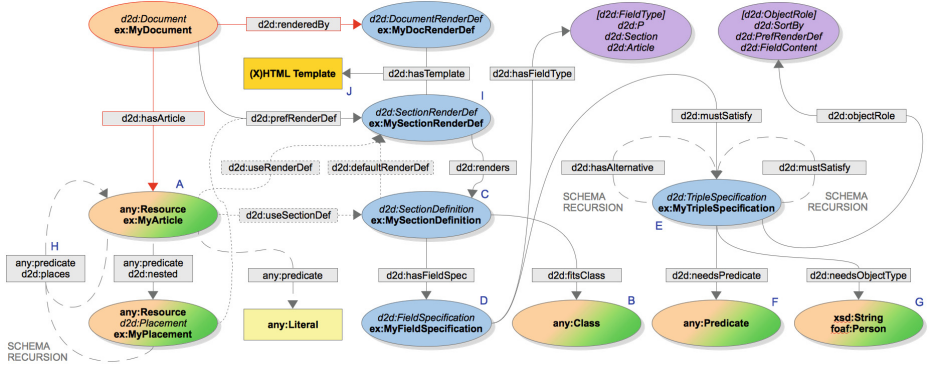 d2d:Document
ex:MyDocument
d2d:renderedBy
d2d:DocumentRenderDef
ex:MyDocRenderDef
[d2d:FieldType]
d2d:P
d2d:Section
d2d:Article
[d2d:ObjectRole]
d2d:SortBy
d2d:PrefRenderDef
d2d:FieldContent
(X)HTML Template
J
d2d:hasTemplate
d2d:hasFieldType
I
d2d:hasArticle
d2d:prefRenderDef
d2d:SectionRenderDef
ex:MySectionRenderDef
d2d:mustSatisfy
d2d:objectRole
d2d:useRenderDef
d2d:defaultRenderDef
d2d:renders
d2d:hasAlternative
d2d:mustSatisfy
A
any:Resource
ex:MyArticle
d2d:useSectionDef
C
d2d:SectionDefinition
ex:MySectionDefinition
SCHEMA
RECURSION
d2d:TripleSpecification
ex:MyTripleSpecification
E
SCHEMA
RECURSION
H
any:predicate
d2d:places
any:predicate
d2d:nested
any:predicate
d2d:hasFieldSpec
d2d:fitsClass
d2d:needsPredicate
d2d:needsObjectType
any:Resource
d2d:Placement
ex:MyPlacement
any:Literal
D
d2d:FieldSpecification
ex:MyFieldSpecification
B
any:Class
F
any:Predicate
G
xsd:String
foaf:Person
SCHEMA
RECURSION